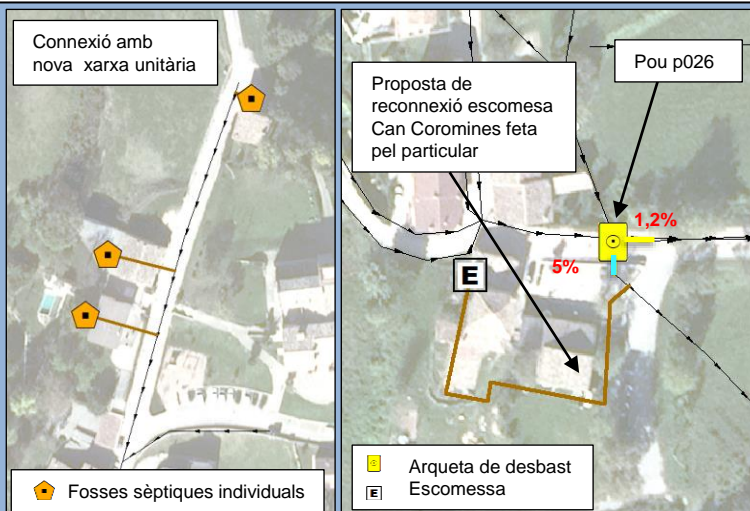 Connexió amb
nova xarxa unitària
Fosses sèptiques individuals
Proposta de
reconnexió escomesa
Can Coromines feta
pel particular
Pou p026
1,2%
5%
E
Arqueta de desbast
E Escomessa